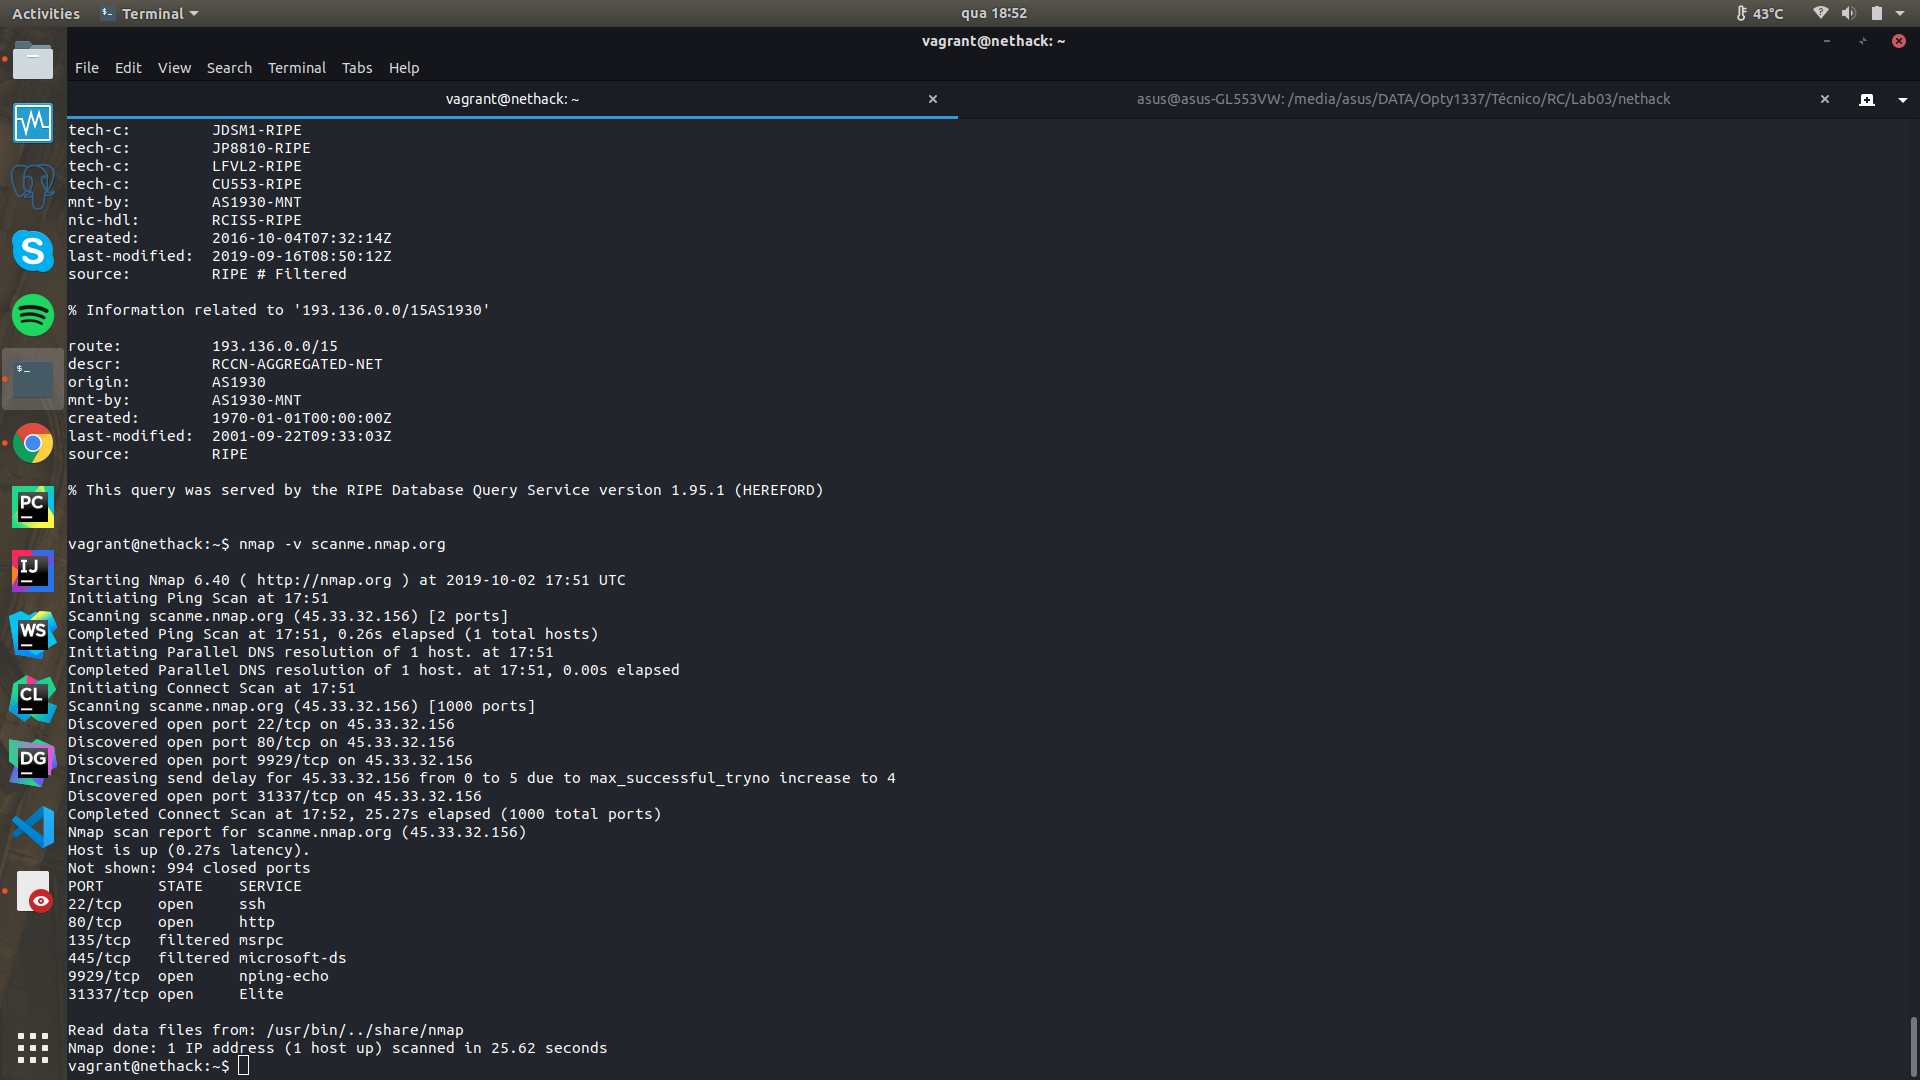 Activities Terminal qua 18:52 43°C
vagrant@nethack: ~
File Edit View Search Terminal Tabs Help
vagrant@nethack: ~ asus@asus-GL553VW: /media/asus/DATA/Opty1337/Técnico/RC/Lab03/nethack
tech-c:         JDSM1-RIPE
tech-c:         JP8810-RIPE
tech-c:         LFVL2-RIPE
tech-c:         CU553-RIPE
mnt-by:         AS1930-MNT
nic-hdl:        RCIS5-RIPE
created:        2016-10-04T07:32:14Z
last-modified:  2019-09-16T08:50:12Z
source:         RIPE # Filtered
% Information related to '193.136.0.0/15AS1930'
route:          193.136.0.0/15
descr:          RCCN-AGGREGATED-NET
origin:         AS1930
mnt-by:         AS1930-MNT
created:        1970-01-01T00:00:00Z
last-modified:  2001-09-22T09:33:03Z
source:         RIPE
% This query was served by the RIPE Database Query Service version 1.95.1 (HEREFORD)
vagrant@nethack:~$ nmap -v scanme.nmap.org
Starting Nmap 6.40 ( http://nmap.org ) at 2019-10-02 17:51 UTC
Initiating Ping Scan at 17:51
Scanning scanme.nmap.org (45.33.32.156) [2 ports]
Completed Ping Scan at 17:51, 0.26s elapsed (1 total hosts)
Initiating Parallel DNS resolution of 1 host. at 17:51
Completed Parallel DNS resolution of 1 host. at 17:51, 0.00s elapsed
Initiating Connect Scan at 17:51
Scanning scanme.nmap.org (45.33.32.156) [1000 ports]
Discovered open port 22/tcp on 45.33.32.156
Discovered open port 80/tcp on 45.33.32.156
Discovered open port 9929/tcp on 45.33.32.156
Increasing send delay for 45.33.32.156 from 0 to 5 due to max_successful_tryno increase to 4
Discovered open port 31337/tcp on 45.33.32.156
Completed Connect Scan at 17:52, 25.27s elapsed (1000 total ports)
Nmap scan report for scanme.nmap.org (45.33.32.156)
Host is up (0.27s latency).
Not shown: 994 closed ports
PORT      STATE    SERVICE
22/tcp    open     ssh
80/tcp    open     http
135/tcp   filtered msrpc
445/tcp   filtered microsoft-ds
9929/tcp  open     nping-echo
31337/tcp open     Elite
Read data files from: /usr/bin/../share/nmap
Nmap done: 1 IP address (1 host up) scanned in 25.62 seconds
vagrant@nethack:~$
S
$_
PC
IJ
WS
CL
DG